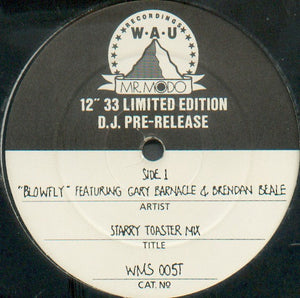 RECORDINGS
W·A·U
MR. MODO
12" 33 LIMITED EDITION
D.J. PRE-RELEASE
SIDE 1
"BLOWFLY" FEATURING GARY BARNACLE & BRENDAN BEALE
ARTIST
STARRY TOASTER MIX
TITLE
WMS 005T
CAT. Nº